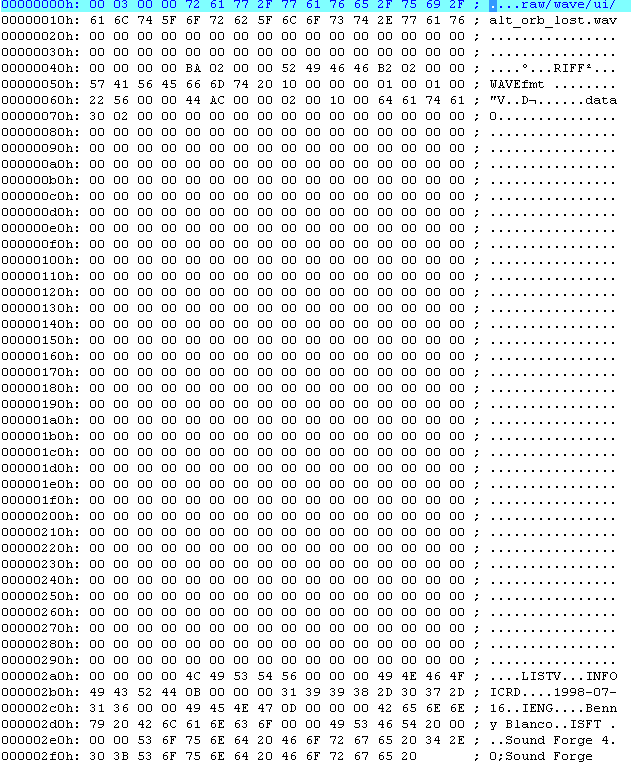 00000000h: 00 03 00 00 72 61 77 2F 77 61 76 65 2F 75 69 2F ; ....raw/wave/ui/
00000010h: 61 6C 74 5F 6F 72 62 5F 6C 6F 73 74 2E 77 61 76 ; alt_orb_lost.wav
00000020h: 00 00 00 00 00 00 00 00 00 00 00 00 00 00 00 00 ; ................
00000030h: 00 00 00 00 00 00 00 00 00 00 00 00 00 00 00 00 ; ................
00000040h: 00 00 00 00 BA 02 00 00 52 49 46 46 B2 02 00 00 ; ....º...RIFF²...
00000050h: 57 41 56 45 66 6D 74 20 10 00 00 00 01 00 01 00 ; WAVEfmt ........
00000060h: 22 56 00 00 44 AC 00 00 02 00 10 00 64 61 74 61 ; "V..D¬......data
00000070h: 30 02 00 00 00 00 00 00 00 00 00 00 00 00 00 00 ; 0...............
00000080h: 00 00 00 00 00 00 00 00 00 00 00 00 00 00 00 00 ; ................
00000090h: 00 00 00 00 00 00 00 00 00 00 00 00 00 00 00 00 ; ................
000000a0h: 00 00 00 00 00 00 00 00 00 00 00 00 00 00 00 00 ; ................
000000b0h: 00 00 00 00 00 00 00 00 00 00 00 00 00 00 00 00 ; ................
000000c0h: 00 00 00 00 00 00 00 00 00 00 00 00 00 00 00 00 ; ................
000000d0h: 00 00 00 00 00 00 00 00 00 00 00 00 00 00 00 00 ; ................
000000e0h: 00 00 00 00 00 00 00 00 00 00 00 00 00 00 00 00 ; ................
000000f0h: 00 00 00 00 00 00 00 00 00 00 00 00 00 00 00 00 ; ................
00000100h: 00 00 00 00 00 00 00 00 00 00 00 00 00 00 00 00 ; ................
00000110h: 00 00 00 00 00 00 00 00 00 00 00 00 00 00 00 00 ; ................
00000120h: 00 00 00 00 00 00 00 00 00 00 00 00 00 00 00 00 ; ................
00000130h: 00 00 00 00 00 00 00 00 00 00 00 00 00 00 00 00 ; ................
00000140h: 00 00 00 00 00 00 00 00 00 00 00 00 00 00 00 00 ; ................
00000150h: 00 00 00 00 00 00 00 00 00 00 00 00 00 00 00 00 ; ................
00000160h: 00 00 00 00 00 00 00 00 00 00 00 00 00 00 00 00 ; ................
00000170h: 00 00 00 00 00 00 00 00 00 00 00 00 00 00 00 00 ; ................
00000180h: 00 00 00 00 00 00 00 00 00 00 00 00 00 00 00 00 ; ................
00000190h: 00 00 00 00 00 00 00 00 00 00 00 00 00 00 00 00 ; ................
000001a0h: 00 00 00 00 00 00 00 00 00 00 00 00 00 00 00 00 ; ................
000001b0h: 00 00 00 00 00 00 00 00 00 00 00 00 00 00 00 00 ; ................
000001c0h: 00 00 00 00 00 00 00 00 00 00 00 00 00 00 00 00 ; ................
000001d0h: 00 00 00 00 00 00 00 00 00 00 00 00 00 00 00 00 ; ................
000001e0h: 00 00 00 00 00 00 00 00 00 00 00 00 00 00 00 00 ; ................
000001f0h: 00 00 00 00 00 00 00 00 00 00 00 00 00 00 00 00 ; ................
00000200h: 00 00 00 00 00 00 00 00 00 00 00 00 00 00 00 00 ; ................
00000210h: 00 00 00 00 00 00 00 00 00 00 00 00 00 00 00 00 ; ................
00000220h: 00 00 00 00 00 00 00 00 00 00 00 00 00 00 00 00 ; ................
00000230h: 00 00 00 00 00 00 00 00 00 00 00 00 00 00 00 00 ; ................
00000240h: 00 00 00 00 00 00 00 00 00 00 00 00 00 00 00 00 ; ................
00000250h: 00 00 00 00 00 00 00 00 00 00 00 00 00 00 00 00 ; ................
00000260h: 00 00 00 00 00 00 00 00 00 00 00 00 00 00 00 00 ; ................
00000270h: 00 00 00 00 00 00 00 00 00 00 00 00 00 00 00 00 ; ................
00000280h: 00 00 00 00 00 00 00 00 00 00 00 00 00 00 00 00 ; ................
00000290h: 00 00 00 00 00 00 00 00 00 00 00 00 00 00 00 00 ; ................
000002a0h: 00 00 00 00 4C 49 53 54 56 00 00 00 49 4E 46 4F ; ....LISTV...INFO
000002b0h: 49 43 52 44 0B 00 00 00 31 39 39 38 2D 30 37 2D ; ICRD....1998-07-
000002c0h: 31 36 00 00 49 45 4E 47 0D 00 00 00 42 65 6E 6E ; 16..IENG....Benn
000002d0h: 79 20 42 6C 61 6E 63 6F 00 00 49 53 46 54 20 00 ; y Blanco..ISFT .
000002e0h: 00 00 53 6F 75 6E 64 20 46 6F 72 67 65 20 34 2E ; ..Sound Forge 4.
000002f0h: 30 3B 53 6F 75 6E 64 20 46 6F 72 67 65 20 ; 0;Sound Forge